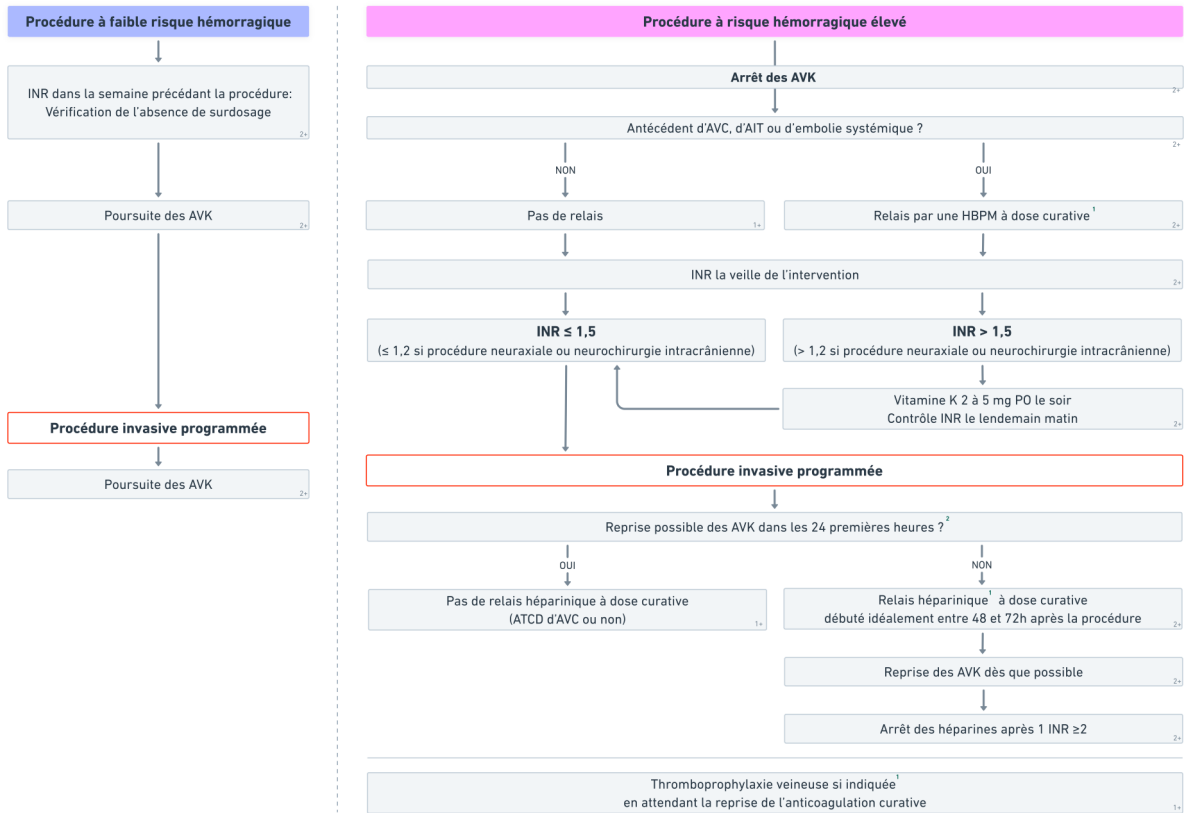 Procédure à faible risque hémorragique
INR dans la semaine précédant la procédure:
Vérification de l'absence de surdosage
2+
Poursuite des AVK
2+
Procédure invasive programmée
Poursuite des AVK
2+
Procédure à risque hémorragique élevé
Arrêt des AVK
2+
Antécédent d'AVC, d'AIT ou d'embolie systémique ?
2+
NON
OUI
Pas de relais
1+
Relais par une HBPM à dose curative 1
2+
INR la veille de l'intervention
2+
INR ≤ 1,5
(≤ 1,2 si procédure neuraxiale ou neurochirurgie intracrânienne)
INR > 1,5
(> 1,2 si procédure neuraxiale ou neurochirurgie intracrânienne)
Vitamine K 2 à 5 mg PO le soir
Contrôle INR le lendemain matin
2+
Procédure invasive programmée
Reprise possible des AVK dans les 24 premières heures ? 2
OUI
NON
Pas de relais héparinique à dose curative
(ATCD d'AVC ou non)
1+
Relais héparinique 1 à dose curative
débuté idéalement entre 48 et 72h après la procédure
2+
Reprise des AVK dès que possible
2+
Arrêt des héparines après 1 INR ≥2
2+
Thromboprophylaxie veineuse si indiquée 1
en attendant la reprise de l'anticoagulation curative
1+